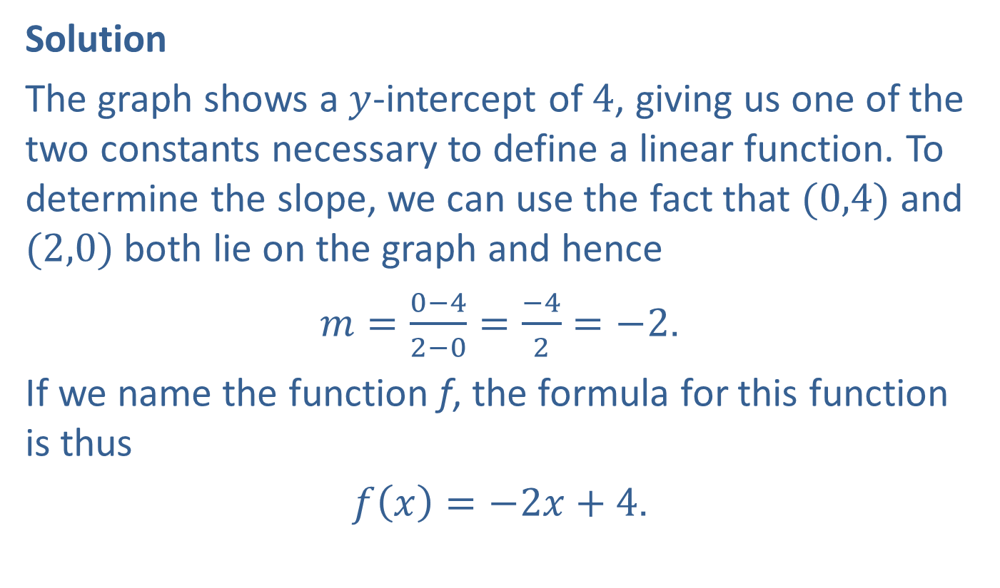 Solution
The graph shows a y-intercept of 4, giving us one of the
two constants necessary to define a linear function. To
determine the slope, we can use the fact that (0,4) and
(2,0) both lie on the graph and hence
m = \frac{0−4}{2−0} = \frac{−4}{2} = −2.
If we name the function f, the formula for this function
is thus
f(x) = −2x + 4.